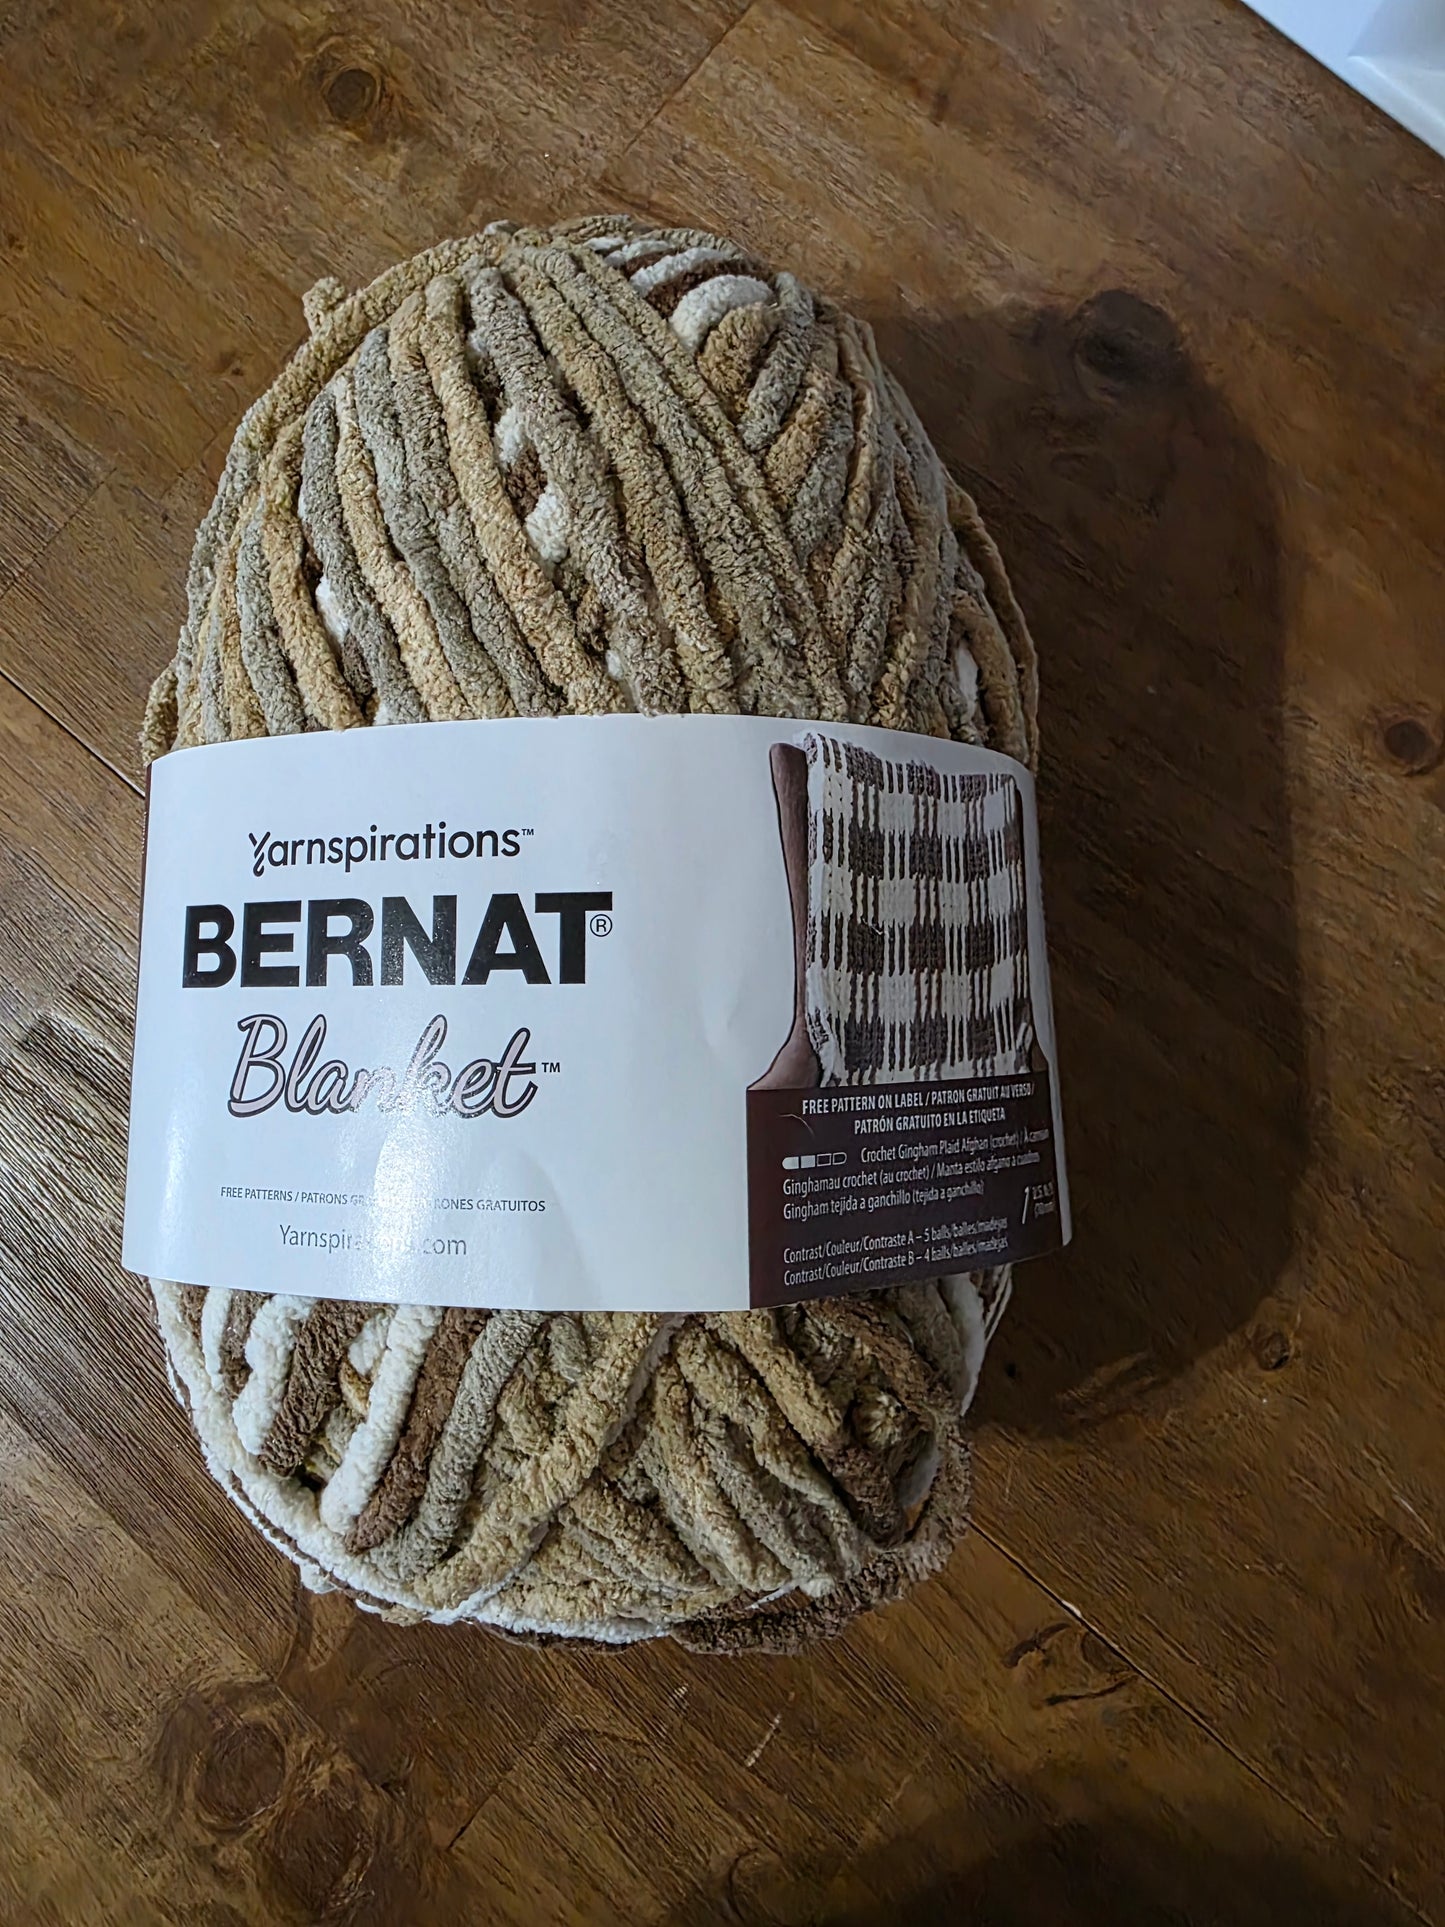 Yarnspirations™
BERNAT®
Blanket™
FREE PATTERNS / PATRONS GRATUITS GRATUITOS
Yarnspirations.com
FREE PATTERN ON LABEL / PATRON GRATUIT AU VERSO /
PATRÓN GRATUITO EN LA ETIQUETA
Crochet Gingham Plaid Afghan (crochet) / À carreaux
Ginghamau crochet (au crochet) / Manta estilo afgano a cuadros
Gingham tejida a ganchillo (tejida a ganchillo)
Contrast/Couleur/Contraste A – 5 balls/balles/madejas
Contrast/Couleur/Contraste B – 4 balls/balles/madejas